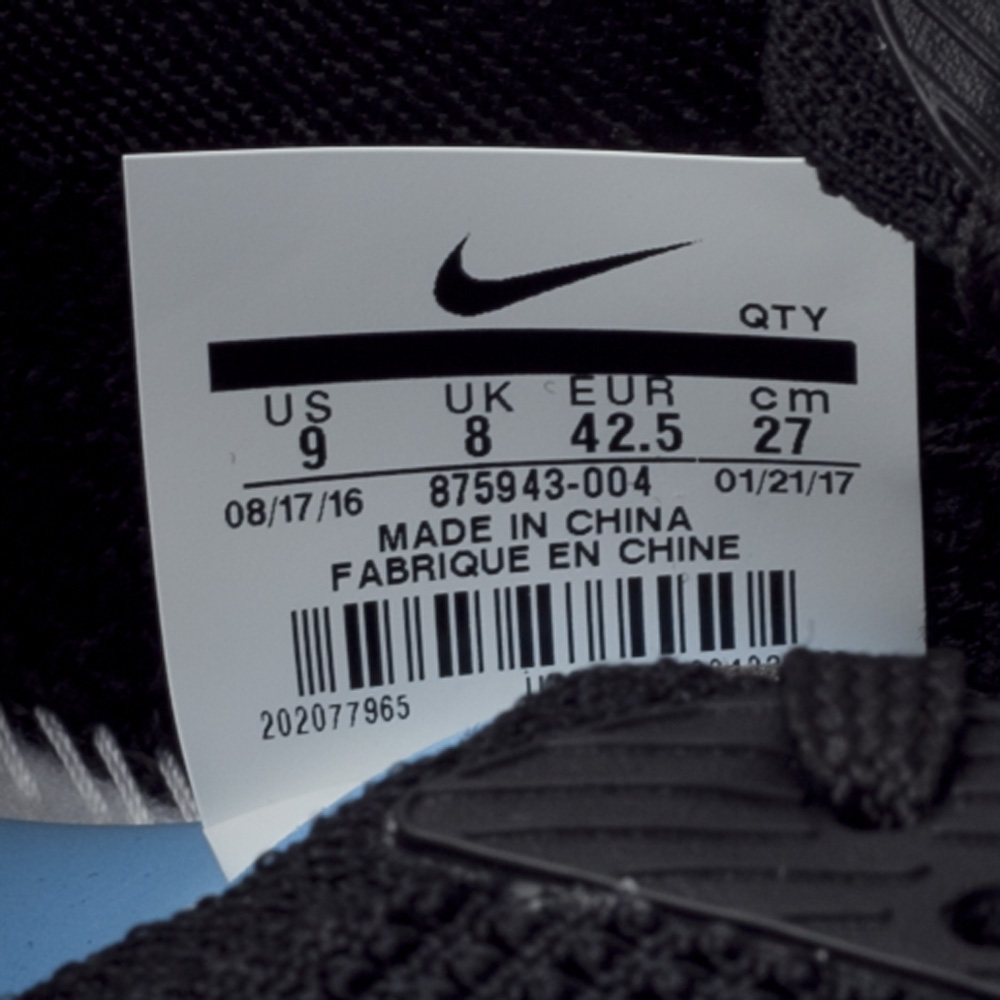 QTY
US UK EUR cm
9 8 42.5 27
08/17/16 875943-004 01/21/17
MADE IN CHINA
FABRIQUE EN CHINE
202077965